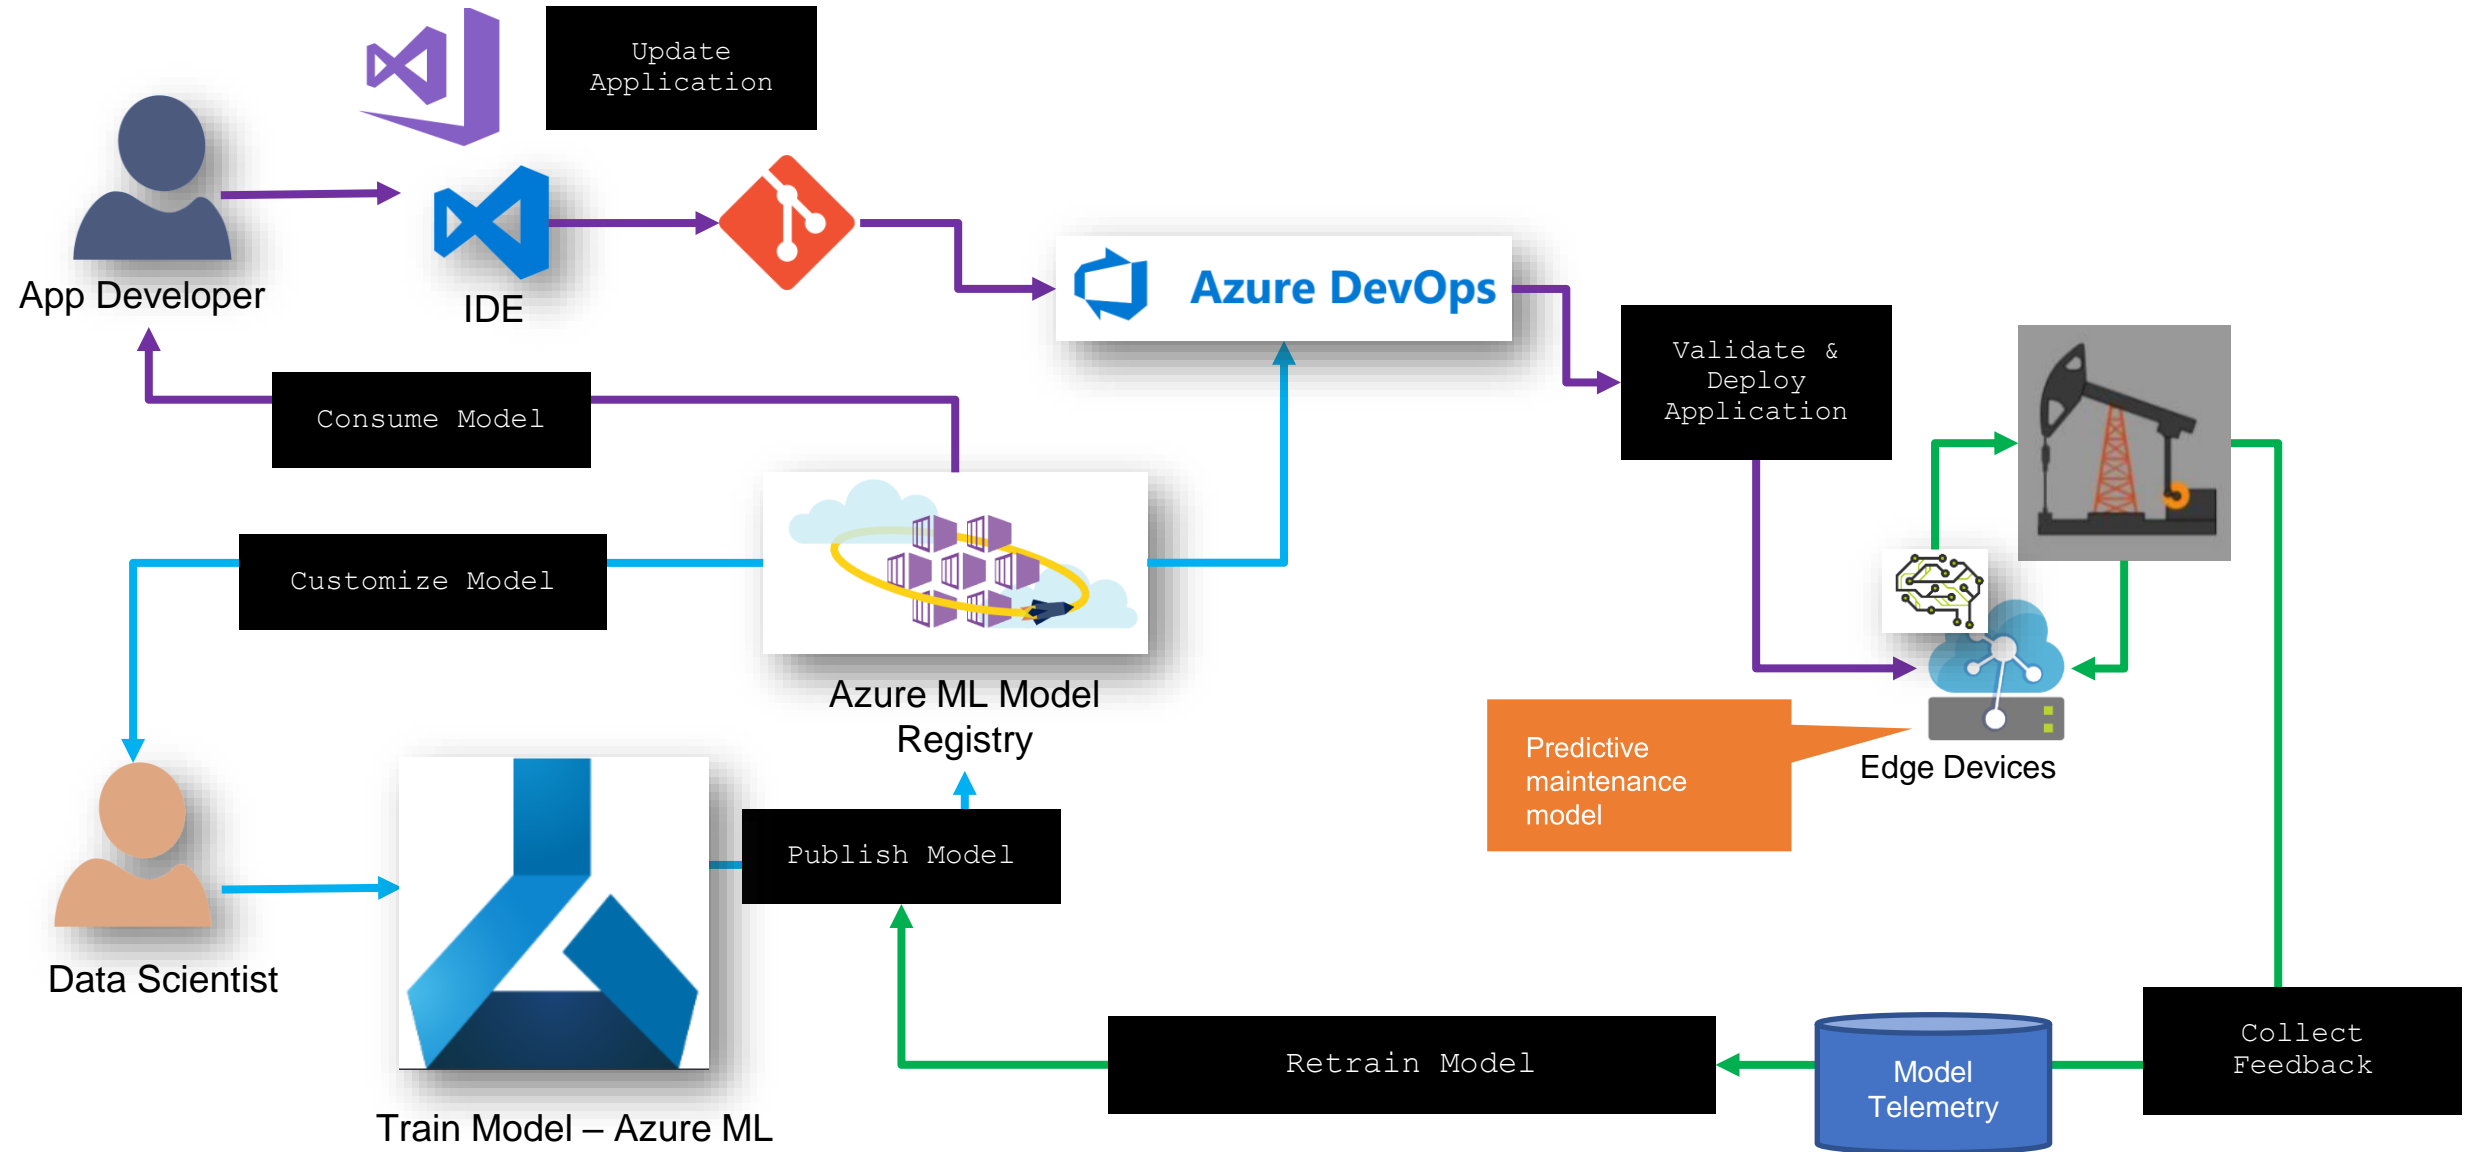 Update
Application
App Developer
IDE
Azure DevOps
Validate &
Deploy
Application
Consume Model
Customize Model
Azure ML Model
Registry
Predictive
maintenance
model
Edge Devices
Publish Model
Data Scientist
Train Model – Azure ML
Retrain Model
Model
Telemetry
Collect
Feedback